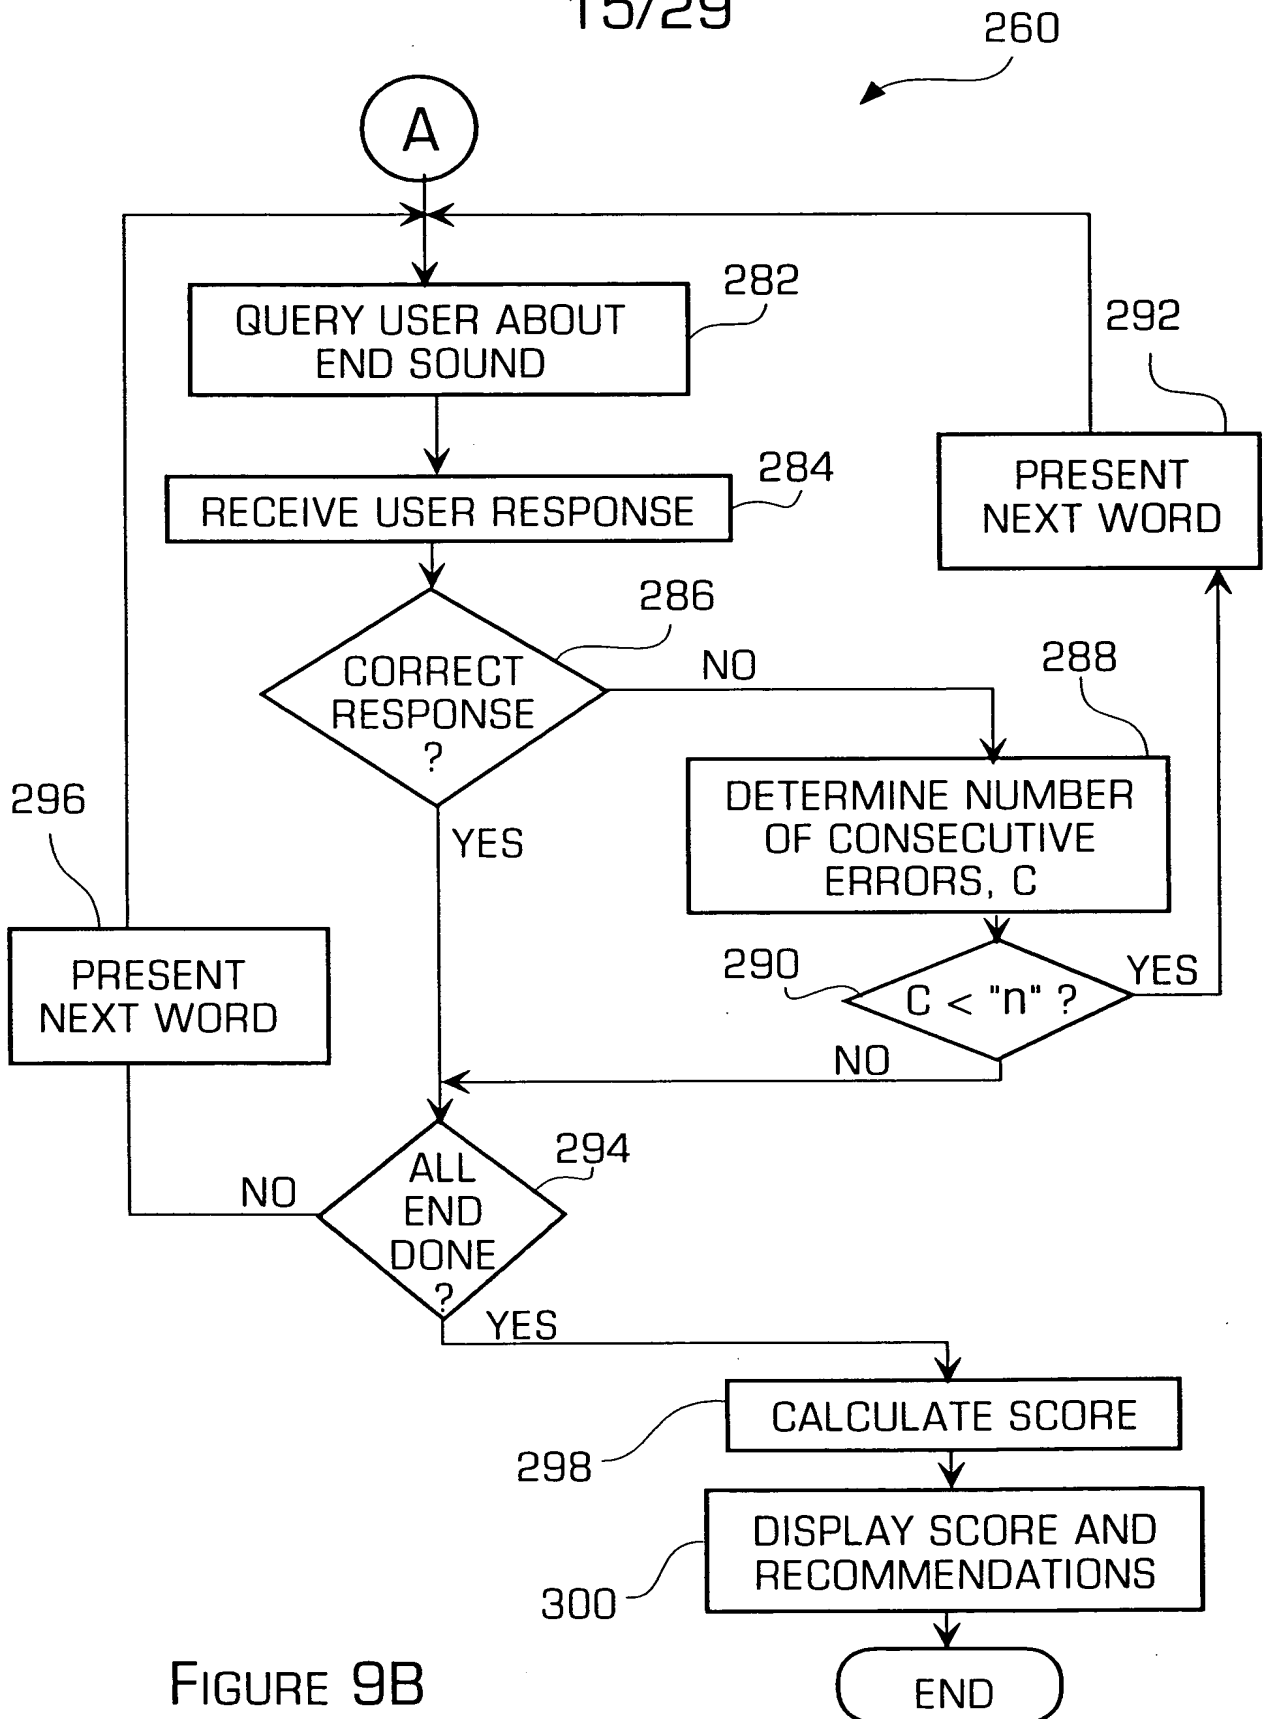 15/29
260
A
282
QUERY USER ABOUT
END SOUND
292
PRESENT
NEXT WORD
284
RECEIVE USER RESPONSE
286
CORRECT
RESPONSE
?
NO
288
DETERMINE NUMBER
OF CONSECUTIVE
ERRORS, C
296
YES
PRESENT
NEXT WORD
290
C < "n" ?
YES
NO
294
ALL
END
DONE
?
NO
YES
CALCULATE SCORE
298
DISPLAY SCORE AND
RECOMMENDATIONS
300
END
FIGURE 9B